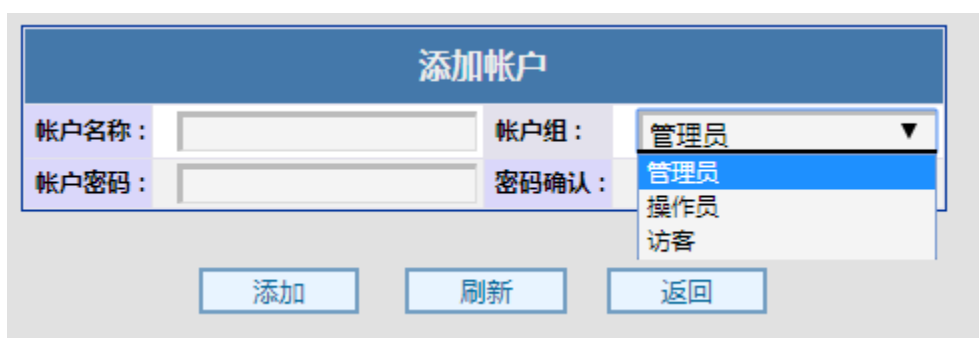 添加帐户
帐户名称： 帐户组： 管理员 ▼
帐户密码： 密码确认： 管理员
操作员
访客
添加 刷新 返回